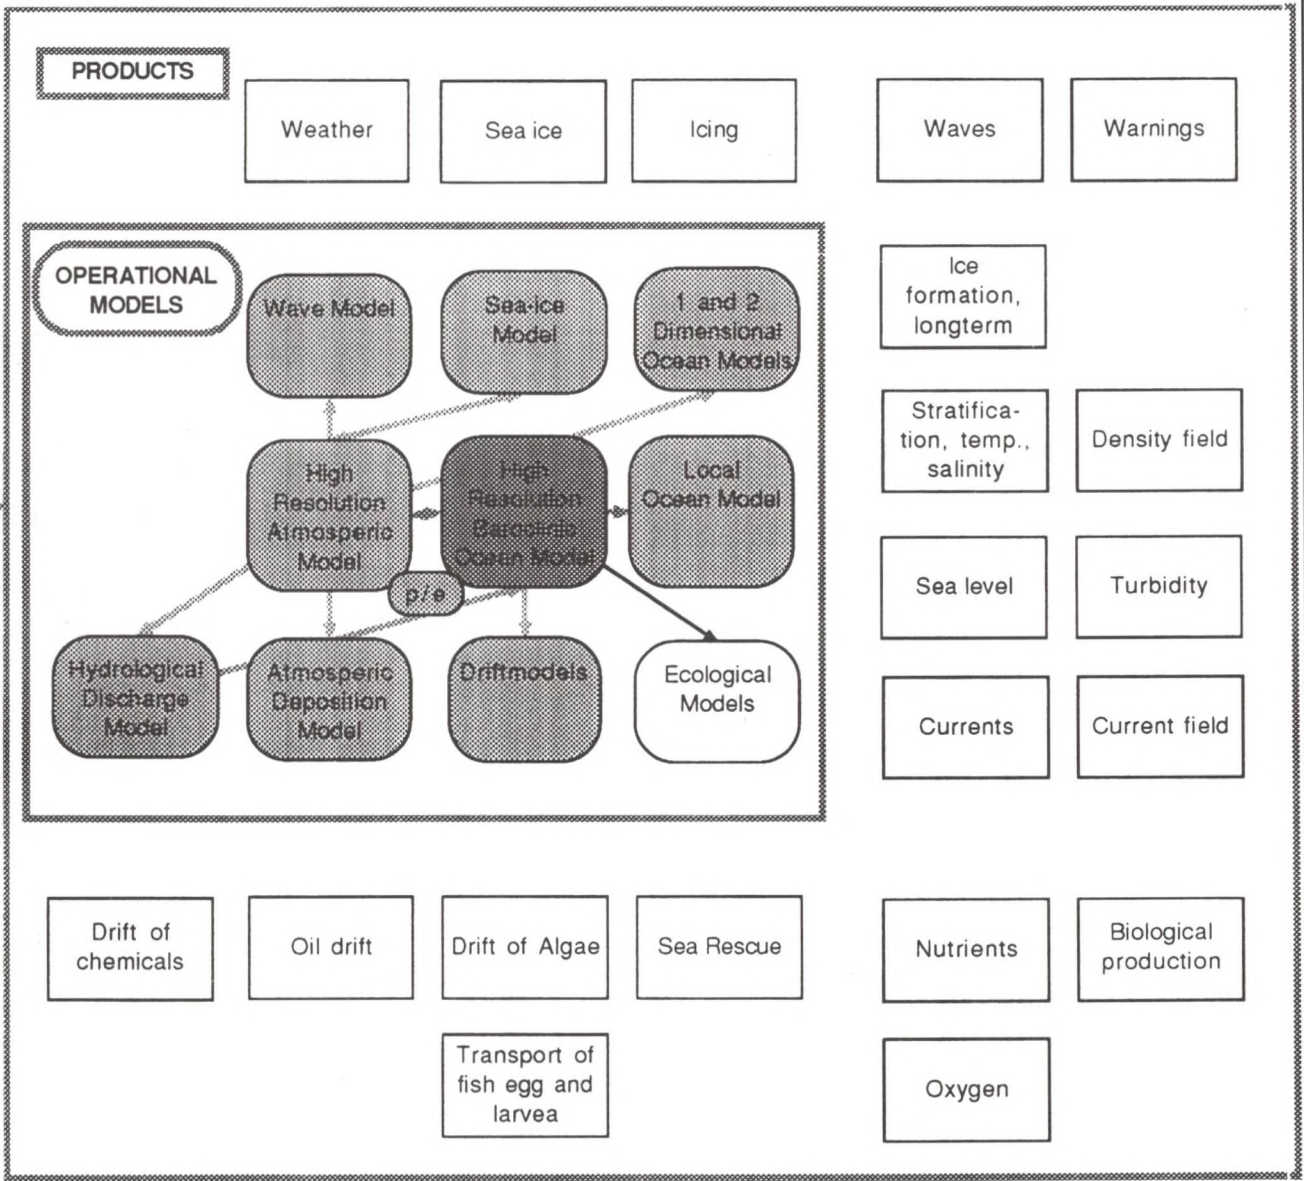 PRODUCTS
Weather
Sea ice
Icing
Waves
Warnings
OPERATIONAL
MODELS
Wave Model
Sea-ice
Model
1 and 2
Dimensional
Ocean Models
Ice
formation,
longterm
High
Resolution
Atmosperic
Model
High
Resolution
Baroclinic
Ocean Model
Local
Ocean Model
Stratifica-
tion, temp.,
salinity
Density field
p/e
Sea level
Turbidity
Hydrological
Discharge
Model
Atmosperic
Deposition
Model
Driftmodels
Ecological
Models
Currents
Current field
Drift of
chemicals
Oil drift
Drift of Algae
Sea Rescue
Nutrients
Biological
production
Transport of
fish egg and
larvea
Oxygen